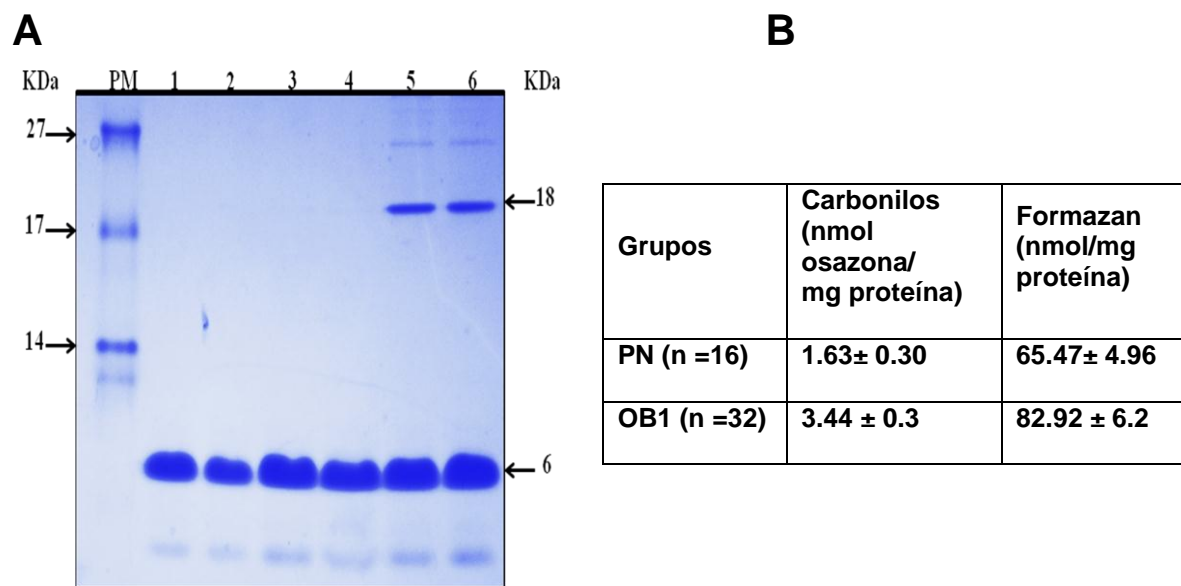 A
B
KDa PM 1 2 3 4 5 6 KDa
27
18
17
14
6
Grupos
Carbonilos
(nmol
osazona/
mg proteína)
Formazan
(nmol/mg
proteína)
PN (n =16)
1.63± 0.30
65.47± 4.96
OB1 (n =32)
3.44 ± 0.3
82.92 ± 6.2